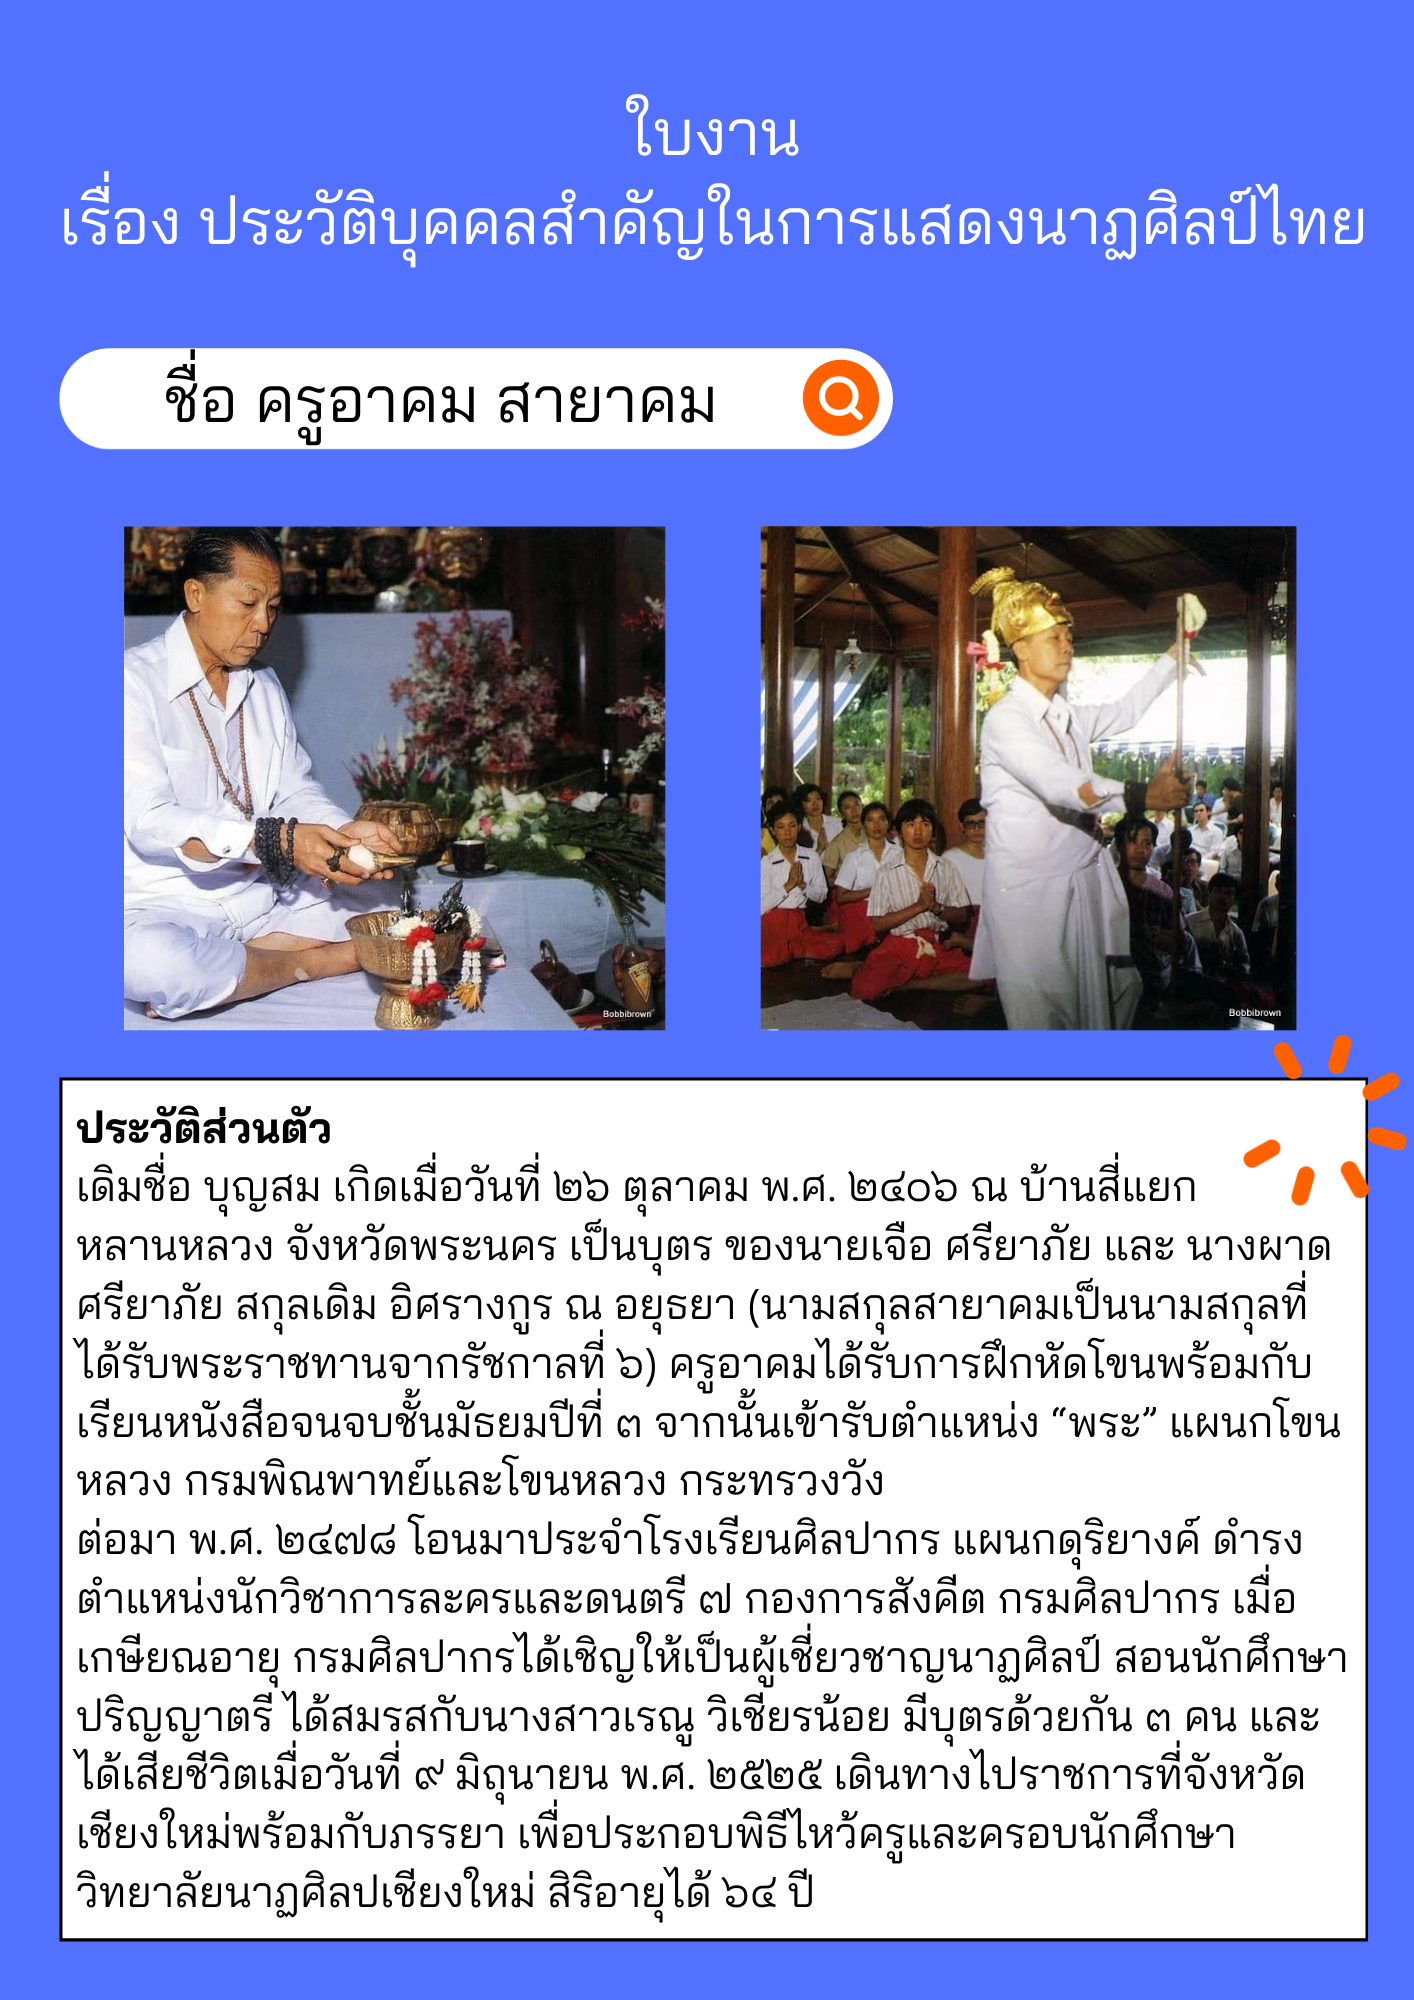 ใบงาน
เรื่อง ประวัติบุคคลสำคัญในการแสดงนาฏศิลป์ไทย
ชื่อ ครูอาคม สายาคม
Bobbibrown
Bobbibrown
ประวัติส่วนตัว
เดิมชื่อ บุญสม เกิดเมื่อวันที่ ๒๖ ตุลาคม พ.ศ. ๒๔๐๖ ณ บ้านสี่แยก
หลานหลวง จังหวัดพระนคร เป็นบุตร ของนายเจือ ศรียาภัย และ นางผาด
ศรียาภัย สกุลเดิม อิศรางกูร ณ อยุธยา (นามสกุลสายาคมเป็นนามสกุลที่
ได้รับพระราชทานจากรัชกาลที่ ๖) ครูอาคมได้รับการฝึกหัดโขนพร้อมกับ
เรียนหนังสือจนจบชั้นมัธยมปีที่ ๓ จากนั้นเข้ารับตำแหน่ง “พระ” แผนกโขน
หลวง กรมพิณพาทย์และโขนหลวง กระทรวงวัง
ต่อมา พ.ศ. ๒๔๗๘ โอนมาประจำโรงเรียนศิลปากร แผนกดุริยางค์ ดำรง
ตำแหน่งนักวิชาการละครและดนตรี ๗ กองการสังคีต กรมศิลปากร เมื่อ
เกษียณอายุ กรมศิลปากรได้เชิญให้เป็นผู้เชี่ยวชาญนาฏศิลป์ สอนนักศึกษา
ปริญญาตรี ได้สมรสกับนางสาวเรณู วิเชียรน้อย มีบุตรด้วยกัน ๓ คน และ
ได้เสียชีวิตเมื่อวันที่ ๙ มิถุนายน พ.ศ. ๒๕๒๕ เดินทางไปราชการที่จังหวัด
เชียงใหม่พร้อมกับภรรยา เพื่อประกอบพิธีไหว้ครูและครอบนักศึกษา
วิทยาลัยนาฏศิลปเชียงใหม่ สิริอายุได้ ๖๔ ปี